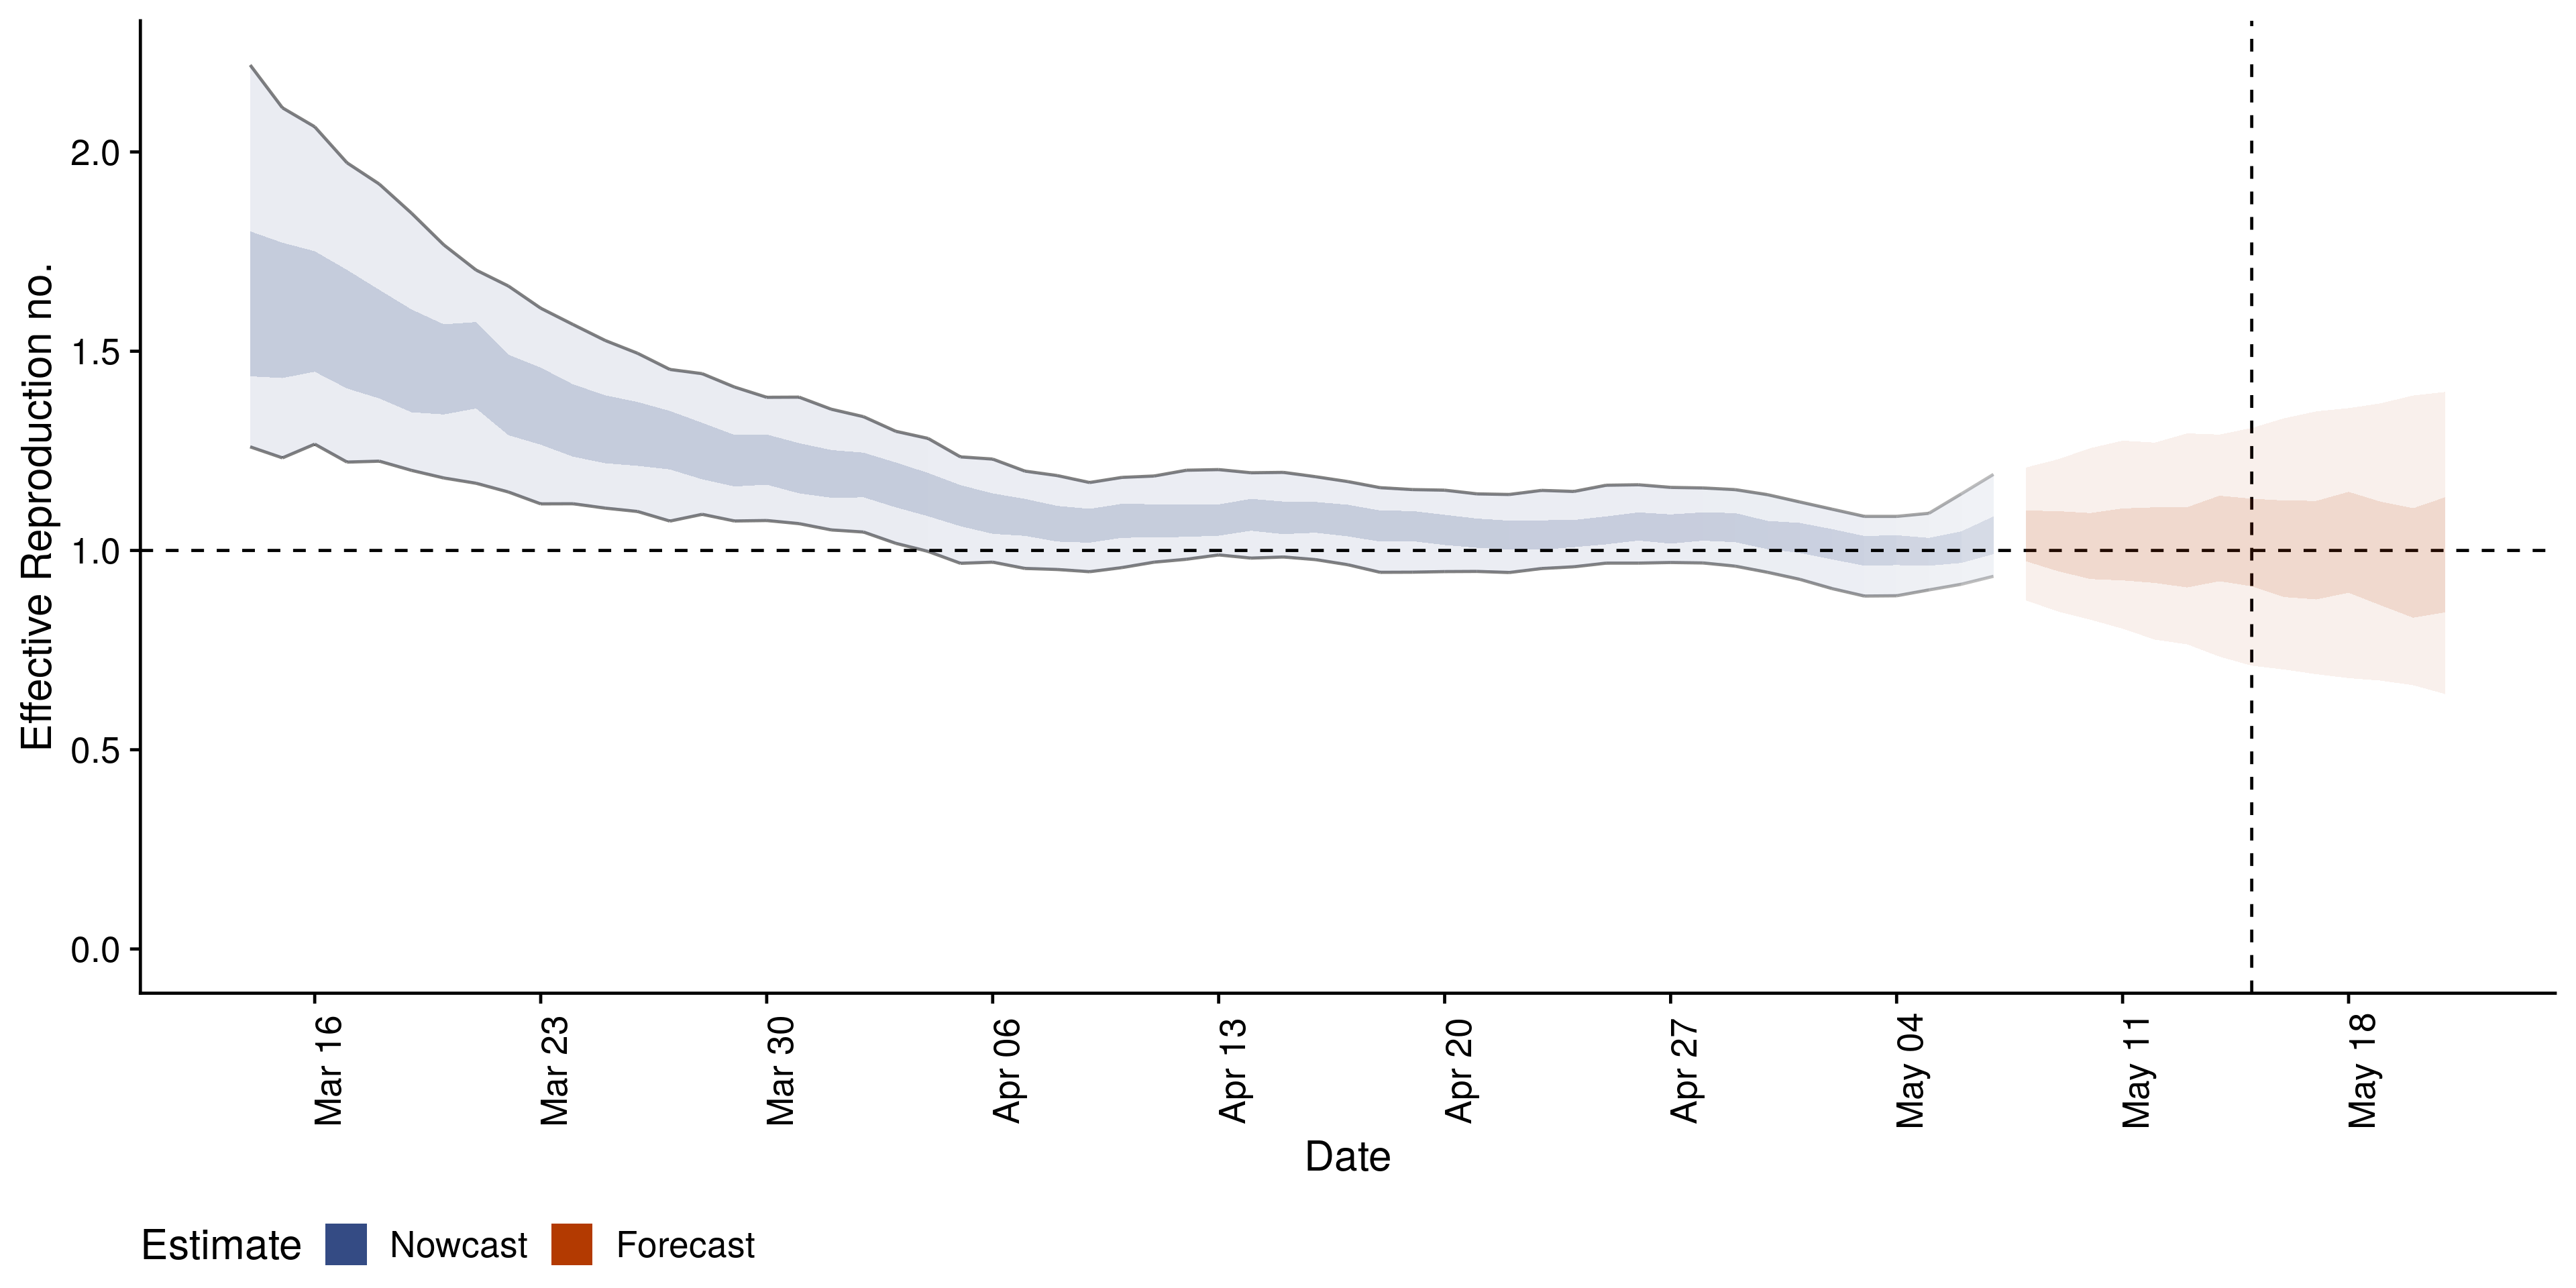 Effective Reproduction no.
2.0
1.5
1.0
0.5
0.0
Mar 16
Mar 23
Mar 30
Apr 06
Apr 13
Apr 20
Apr 27
May 04
May 11
May 18
Date
Estimate Nowcast Forecast